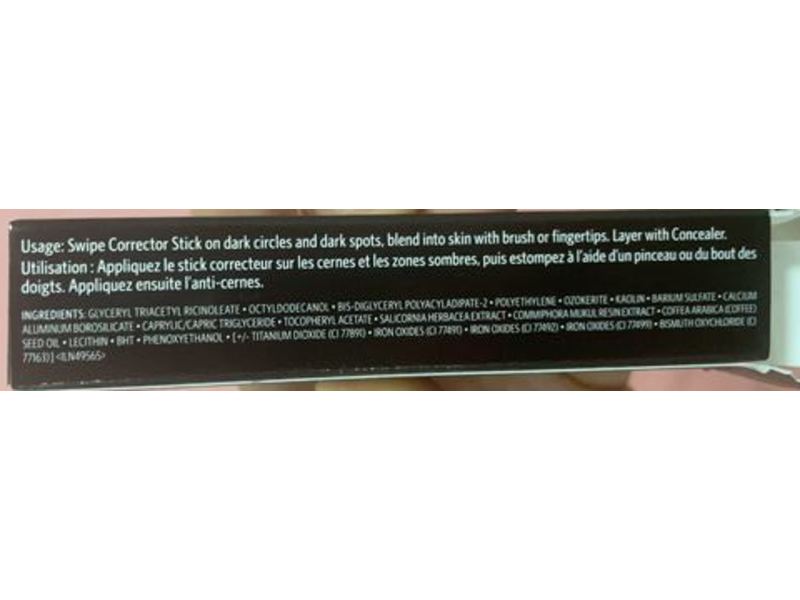 Usage: Swipe Corrector Stick on dark circles and dark spots, blend into skin with brush or fingertips. Layer with Concealer.
Utilisation : Appliquez le stick correcteur sur les cernes et les zones sombres, puis estompez à l'aide d'un pinceau ou du bout des
doigts. Appliquez ensuite l'anti-cernes.
INGREDIENTS: GLYCERYL TRIACETYL RICINOLEATE • OCTYLDODECANOL • BIS-DIGLYCERYL POLYACYLADIPATE-2 • POLYETHYLENE • OZOKERITE • KAOLIN • BARIUM SULFATE • CALCIUM
ALUMINUM BOROSILICATE • CAPRYLIC/CAPRIC TRIGLYCERIDE • TOCOPHERYL ACETATE • SALICORNIA HERBACEA EXTRACT • COMMIPHORA MUKUL RESIN EXTRACT • COFFEA ARABICA (COFFEE)
SEED OIL • LECITHIN • BHT • PHENOXYETHANOL • [+/- TITANIUM DIOXIDE (CI 77891) • IRON OXIDES (CI 77491) • IRON OXIDES (CI 77492) • IRON OXIDES (CI 77499) • BISMUTH OXYCHLORIDE (CI
77163)] <ILN49565>